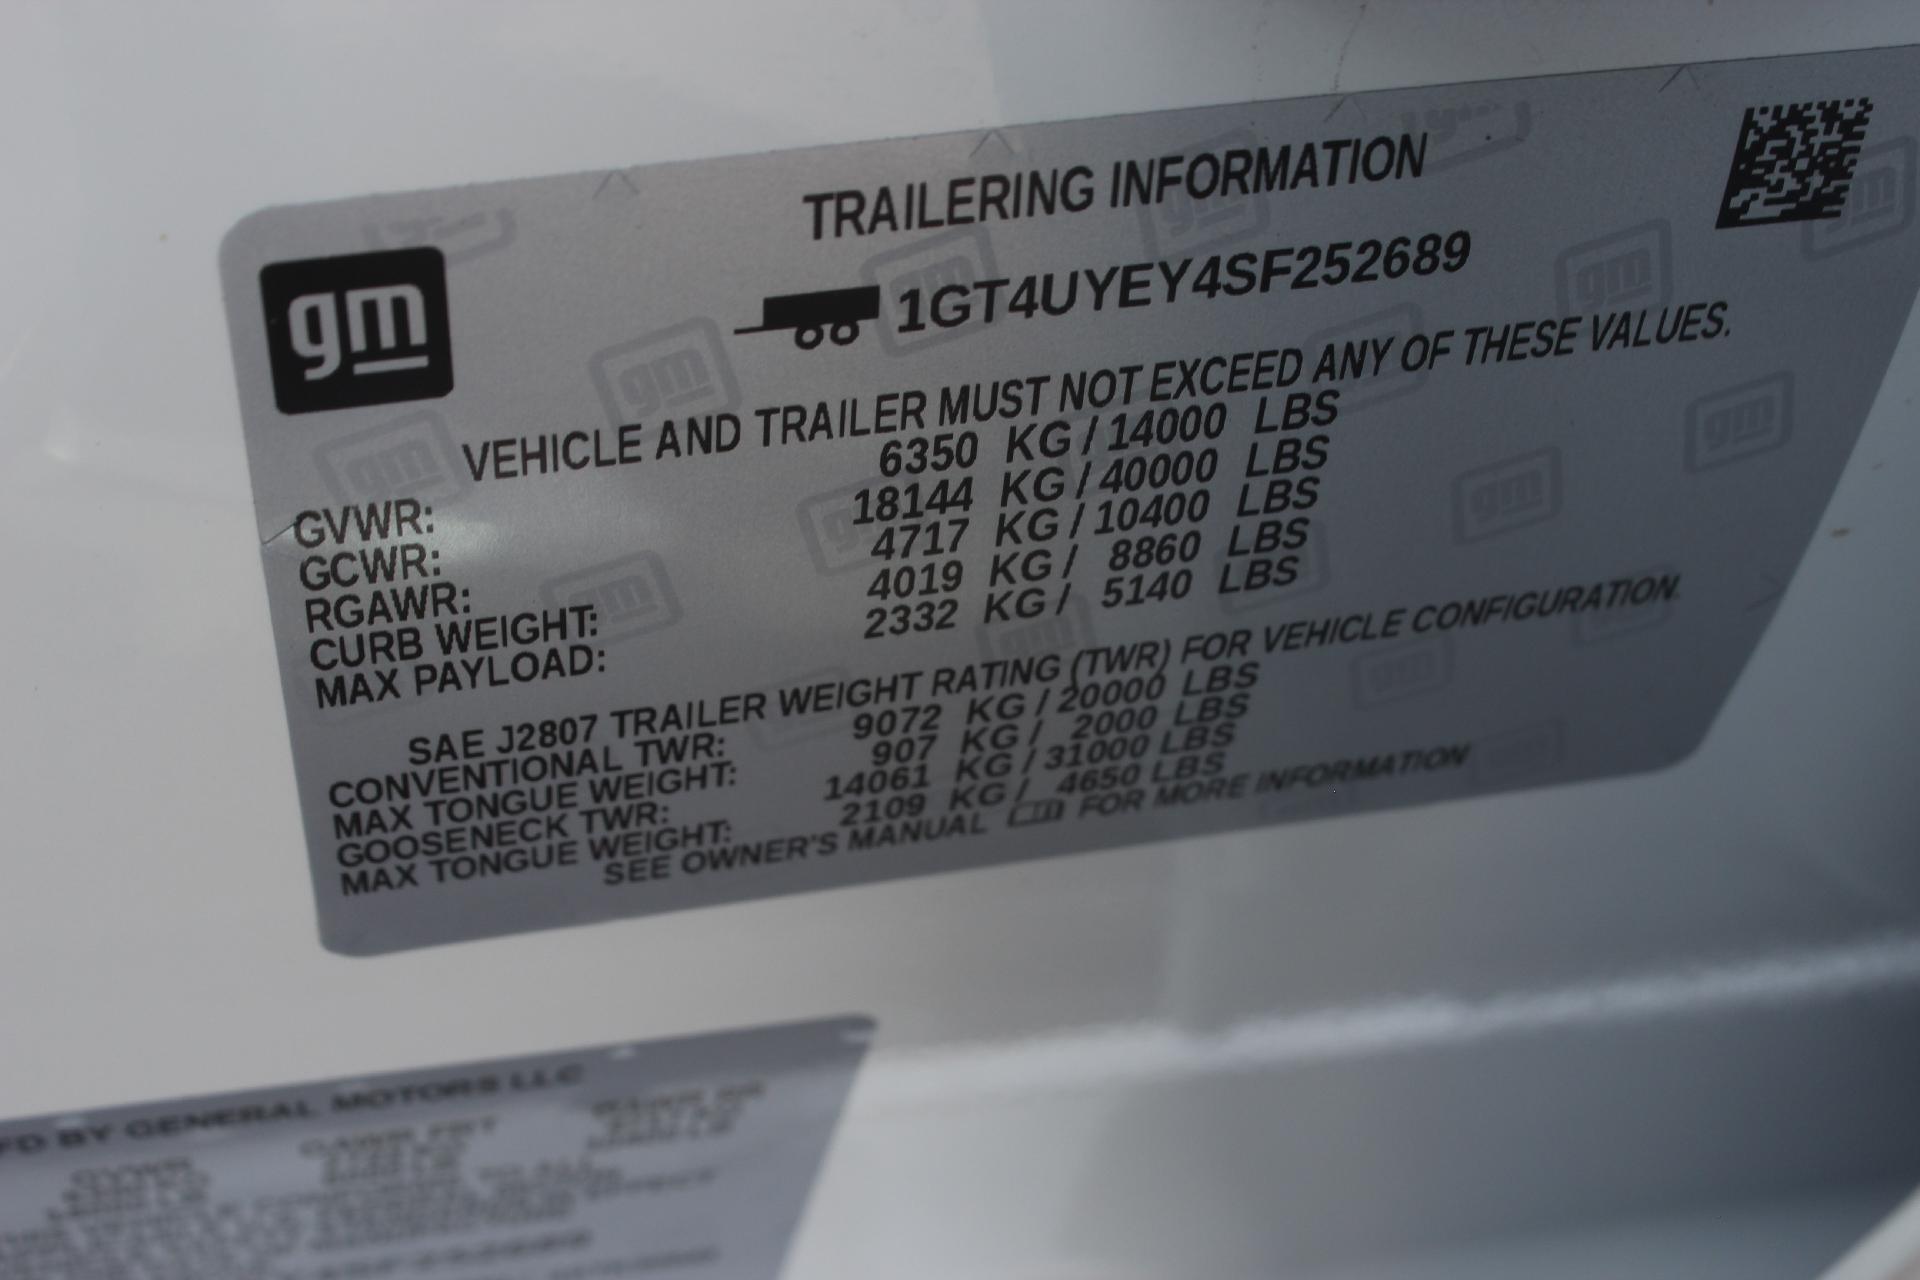 TRAILERING INFORMATION
gm
1GT4UYEY4SF252689
VEHICLE AND TRAILER MUST NOT EXCEED ANY OF THESE VALUES.
GVWR: 6350 KG / 14000 LBS
GCWR: 18144 KG / 40000 LBS
RGAWR: 4717 KG / 10400 LBS
CURB WEIGHT: 4019 KG / 8860 LBS
MAX PAYLOAD: 2332 KG / 5140 LBS
SAE J2807 TRAILER WEIGHT RATING (TWR) FOR VEHICLE CONFIGURATION.
CONVENTIONAL TWR: 9072 KG / 20000 LBS
MAX TONGUE WEIGHT: 907 KG / 2000 LBS
GOOSENECK TWR: 14061 KG / 31000 LBS
MAX TONGUE WEIGHT: 2109 KG / 4650 LBS
SEE OWNER'S MANUAL FOR MORE INFORMATION
BY GENERAL MOTORS LLC
GVWR GAWR FRT